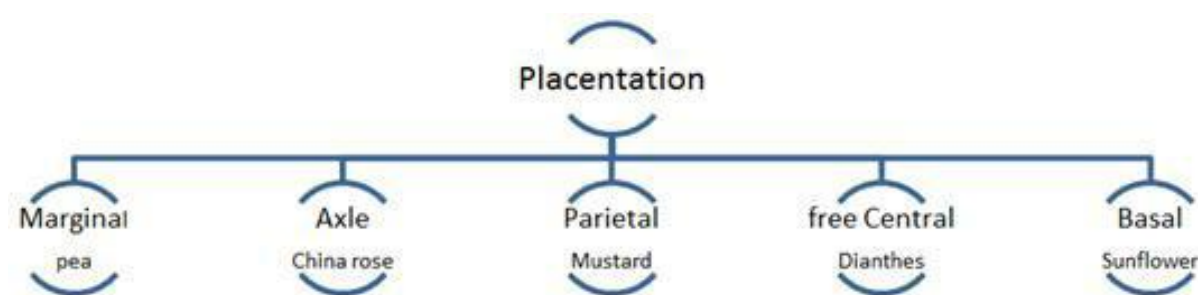 Placentation
Marginal
pea
Axle
China rose
Parietal
Mustard
free Central
Dianthes
Basal
Sunflower